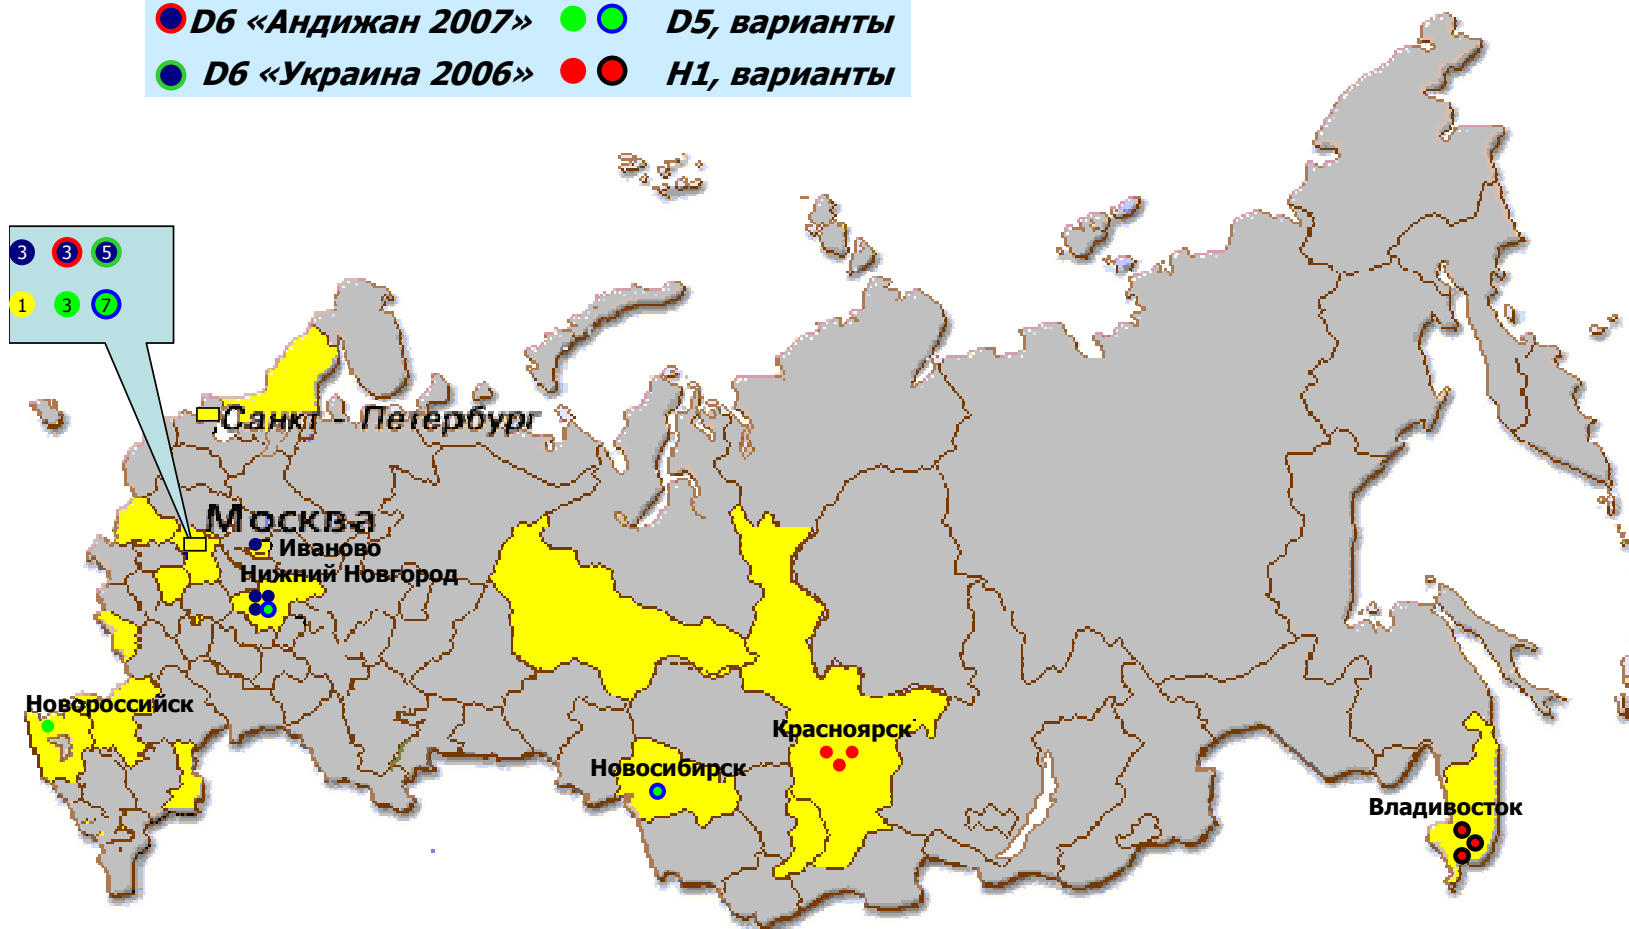 D6 «Андижан 2007» D5, варианты
D6 «Украина 2006» H1, варианты
3 3 5
1 3 7
Санкт - Петербург
Москва
Иваново
Нижний Новгород
Новороссийск
Красноярск
Новосибирск
Владивосток